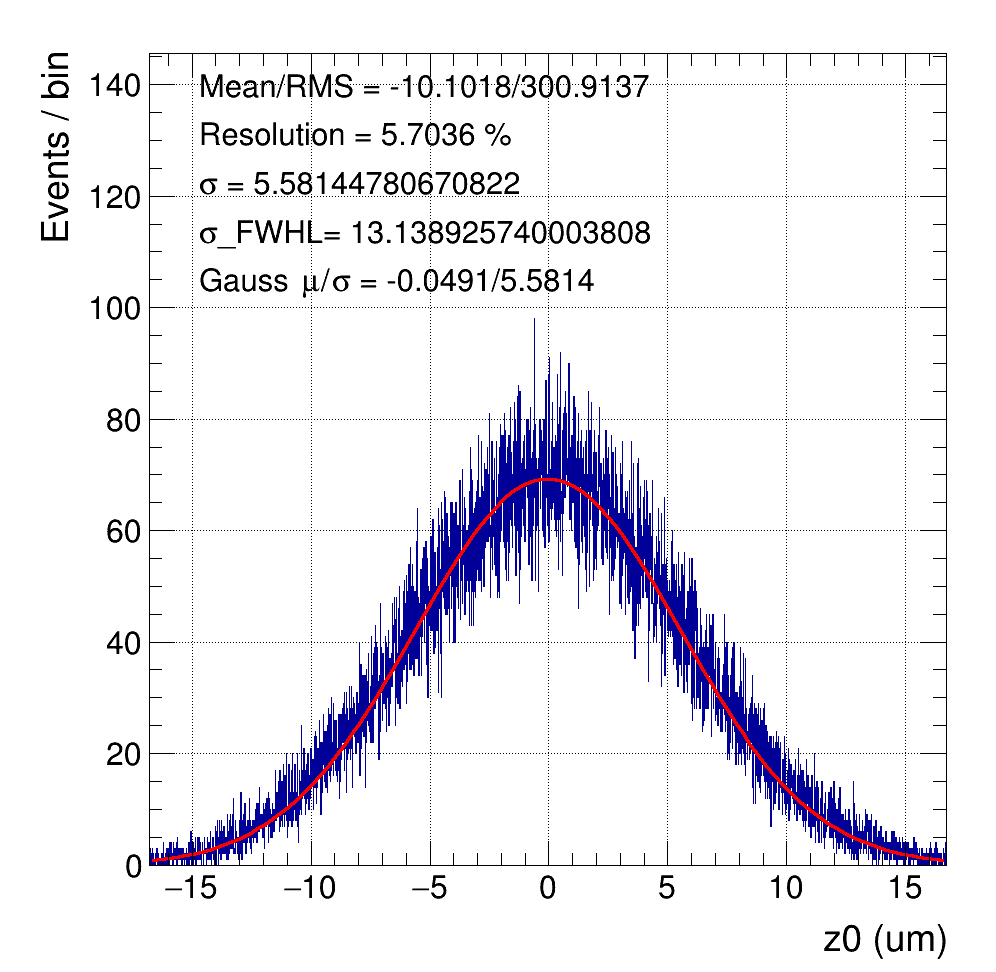 Events / bin
140
120
100
80
60
40
20
0
Mean/RMS = -10.1018/300.9137
Resolution = 5.7036 %
σ = 5.58144780670822
σ_FWHL= 13.138925740003808
Gauss μ/σ = -0.0491/5.5814
−15 −10 −5 0 5 10 15
z0 (um)